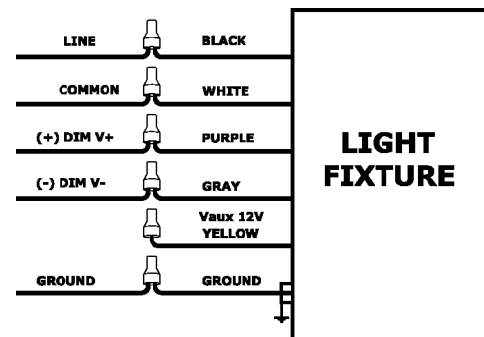 LINE BLACK
COMMON WHITE
(+) DIM V+ PURPLE
(-) DIM V- GRAY
Vaux 12V
YELLOW
GROUND GROUND
LIGHT
FIXTURE